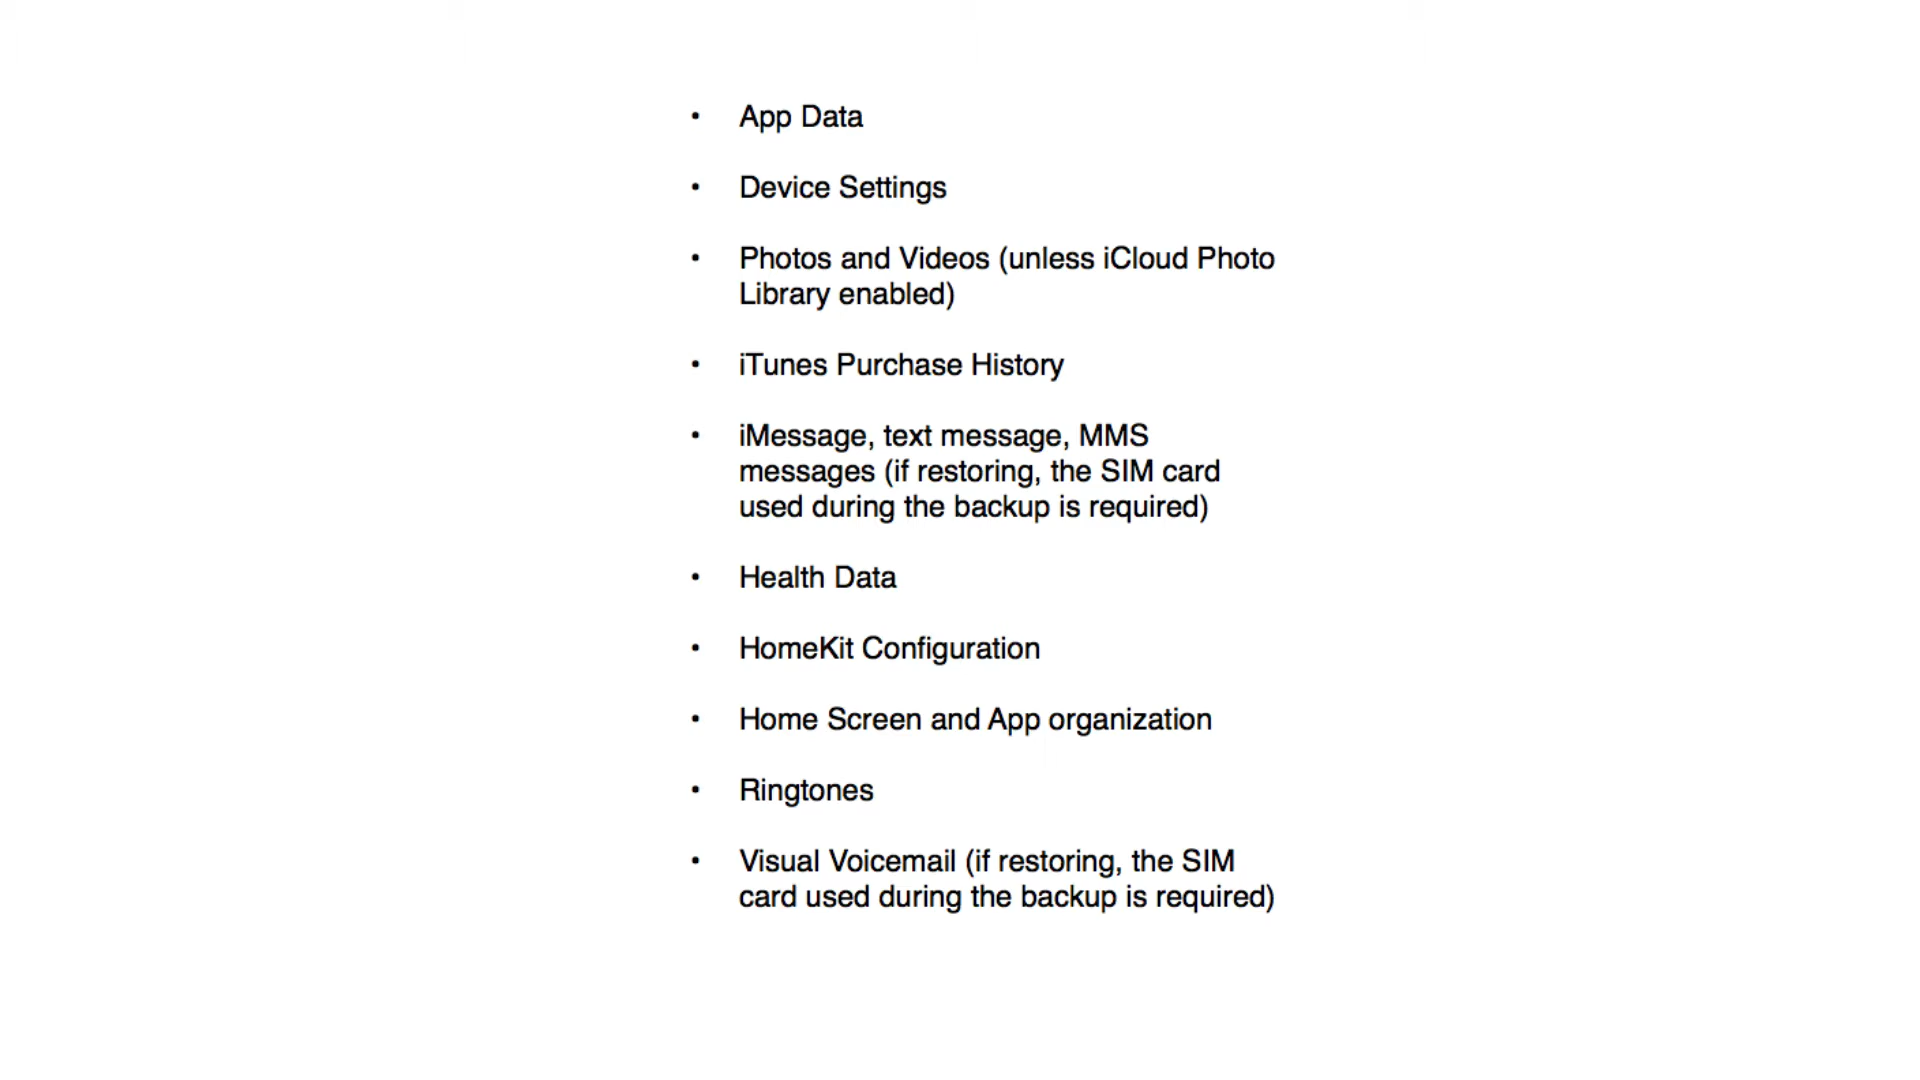 • App Data
• Device Settings
• Photos and Videos (unless iCloud Photo
Library enabled)
• iTunes Purchase History
• iMessage, text message, MMS
messages (if restoring, the SIM card
used during the backup is required)
• Health Data
• HomeKit Configuration
• Home Screen and App organization
• Ringtones
• Visual Voicemail (if restoring, the SIM
card used during the backup is required)